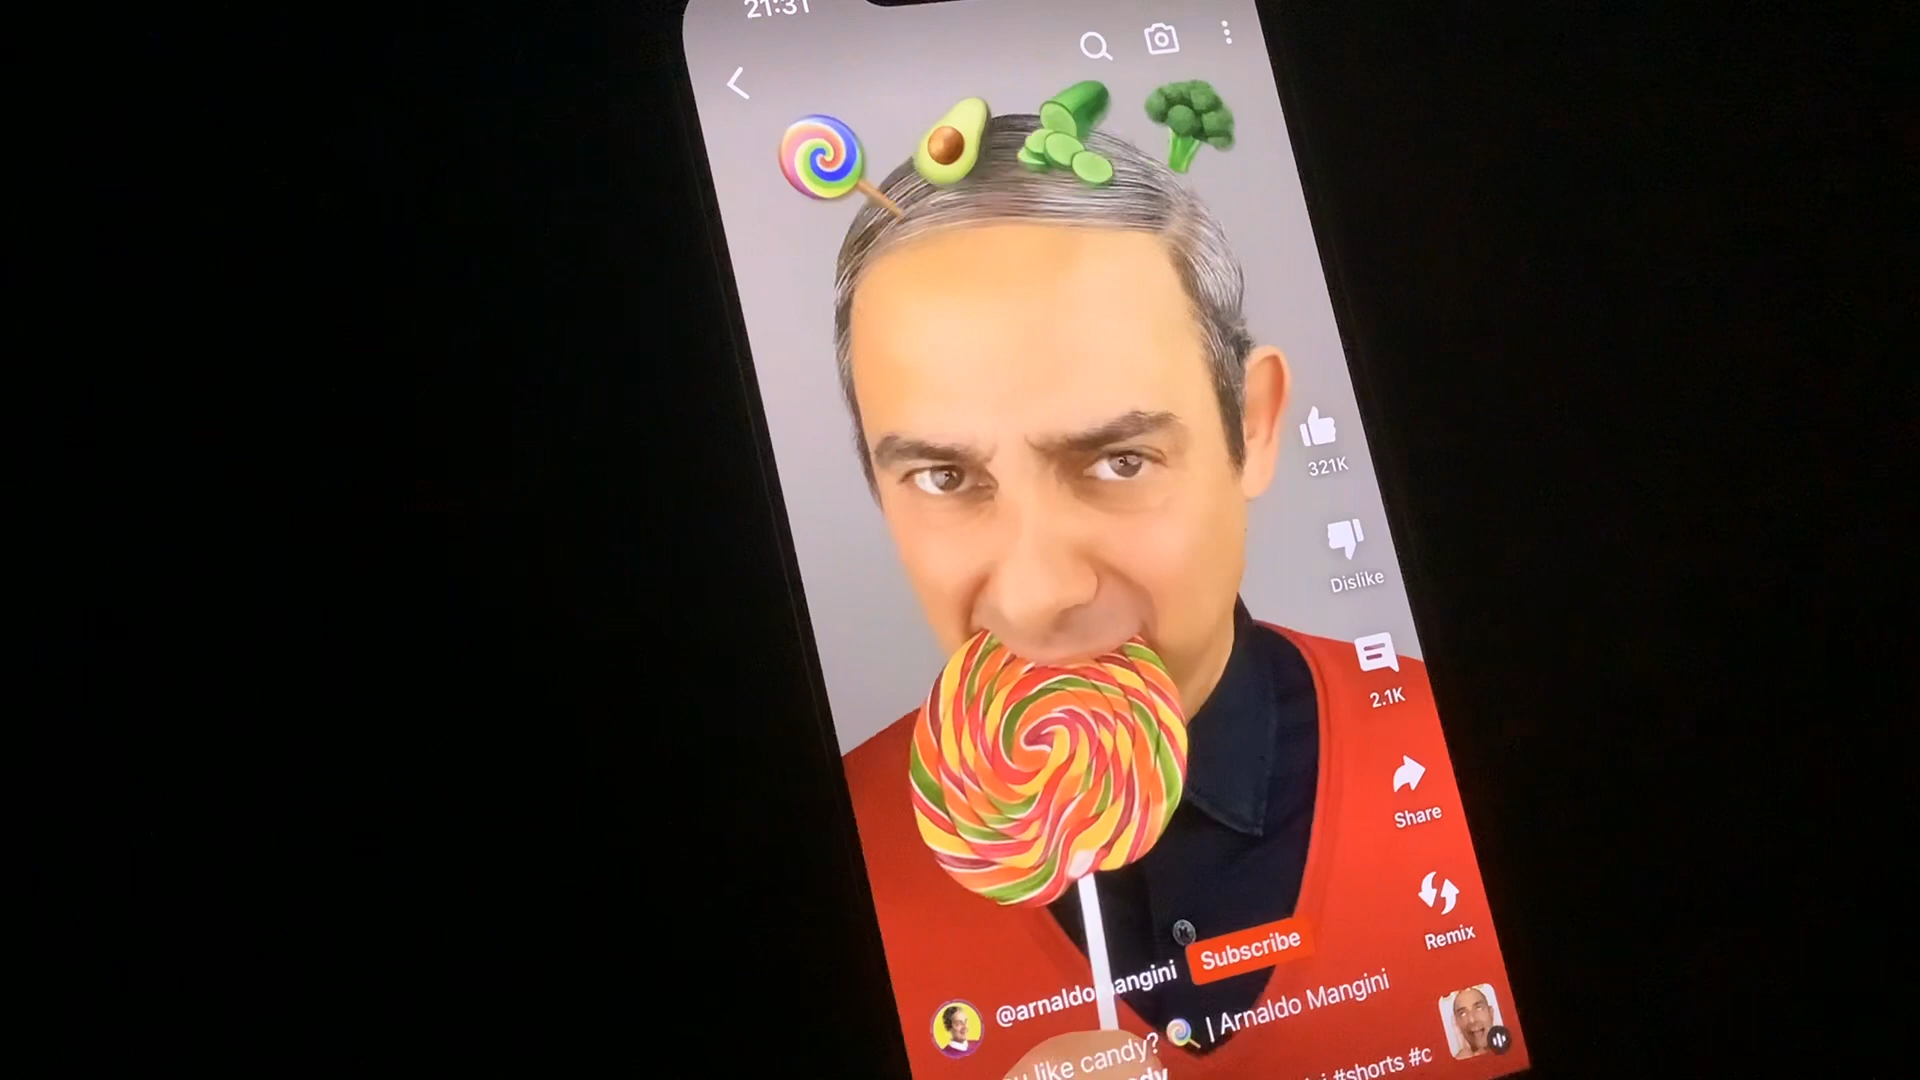 21:31
321K
Dislike
2.1K
Share
Remix
@arnaldo angini Subscribe
like candy? | Arnaldo Mangini
#shorts #c